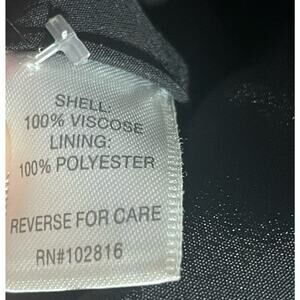 SHELL:
100% VISCOSE
LINING:
100% POLYESTER
REVERSE FOR CARE
RN#102816